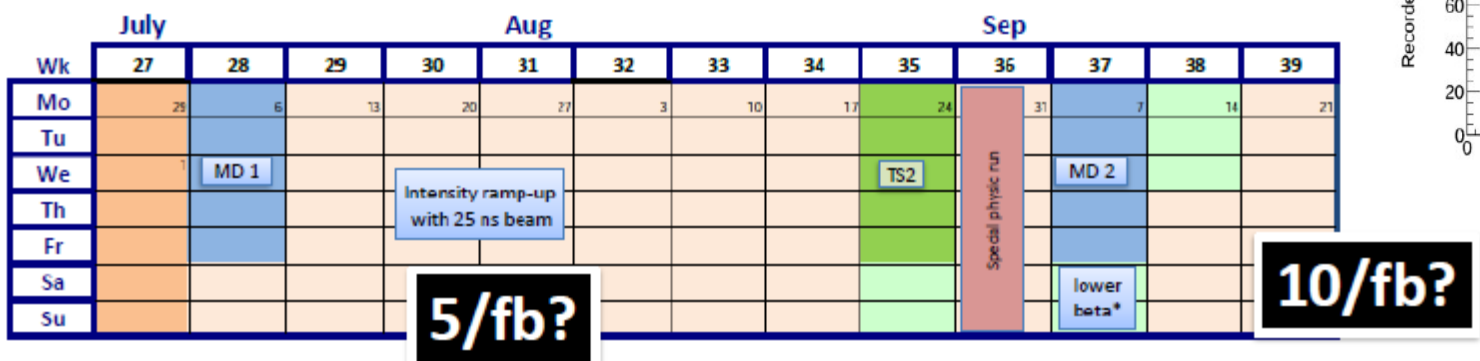 July Aug Sep
Wk 27 28 29 30 31 32 33 34 35 36 37 38 39
Mo 29 6 13 20 27 3 10 17 24 31 7 14 21
Tu
We 1 MD 1 TS2 MD 2
Intensity ramp-up
with 25 ns beam
Special physic run
Th
Fr
Sa
Su
lower
beta*
5/fb?
10/fb?
Recorde
60
40
20
0
0